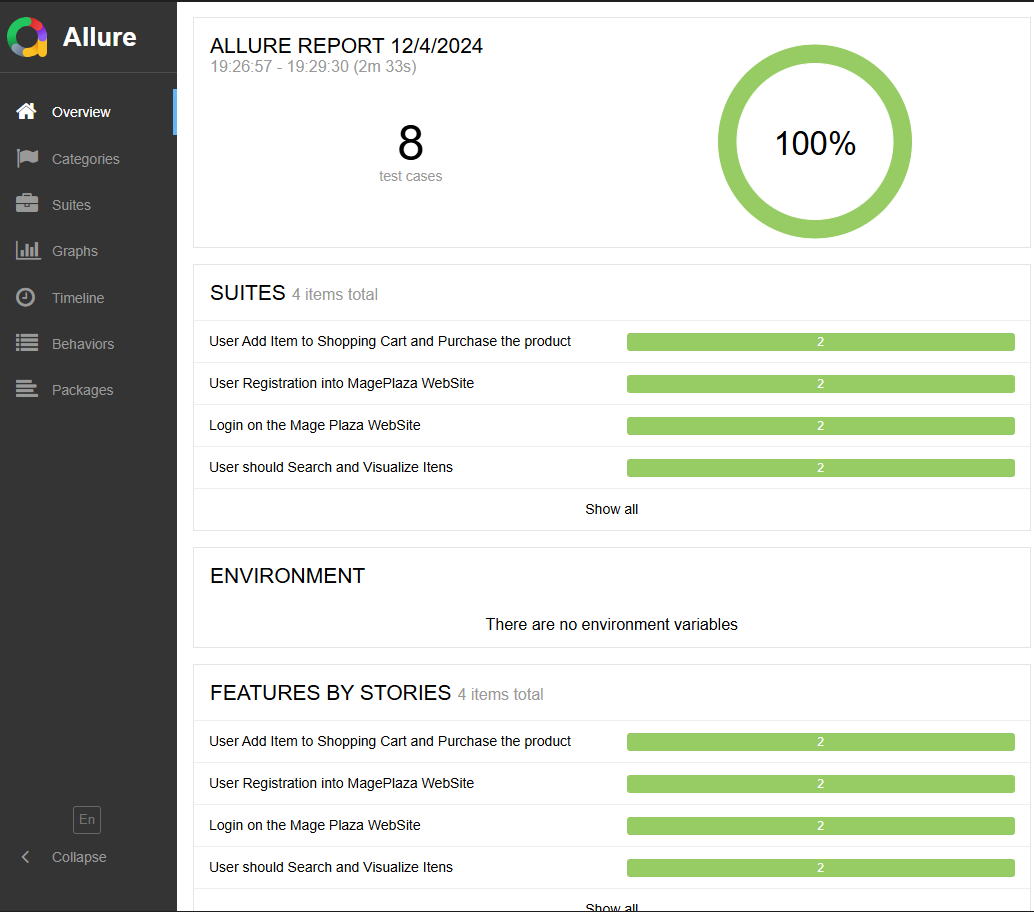 Allure
Overview
Categories
Suites
Graphs
Timeline
Behaviors
Packages
En
Collapse
ALLURE REPORT 12/4/2024
19:26:57 - 19:29:30 (2m 33s)
8
test cases
100%
SUITES 4 items total
User Add Item to Shopping Cart and Purchase the product 2
User Registration into MagePlaza WebSite 2
Login on the Mage Plaza WebSite 2
User should Search and Visualize Itens 2
Show all
ENVIRONMENT
There are no environment variables
FEATURES BY STORIES 4 items total
User Add Item to Shopping Cart and Purchase the product 2
User Registration into MagePlaza WebSite 2
Login on the Mage Plaza WebSite 2
User should Search and Visualize Itens 2
Show all